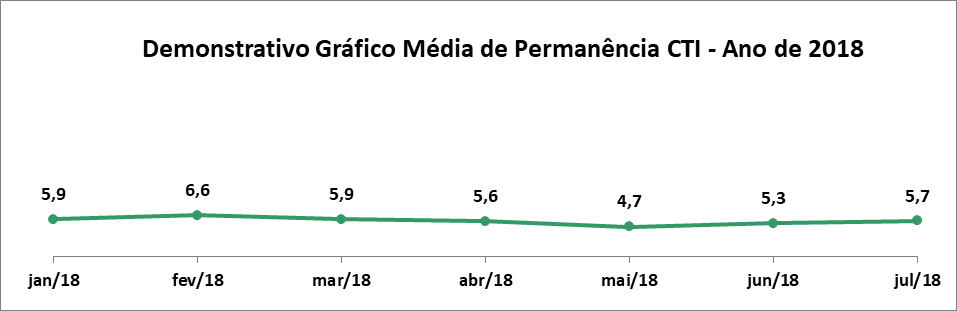 Demonstrativo Gráfico Média de Permanência CTI - Ano de 2018
5,9 6,6 5,9 5,6 4,7 5,3 5,7
jan/18 fev/18 mar/18 abr/18 mai/18 jun/18 jul/18